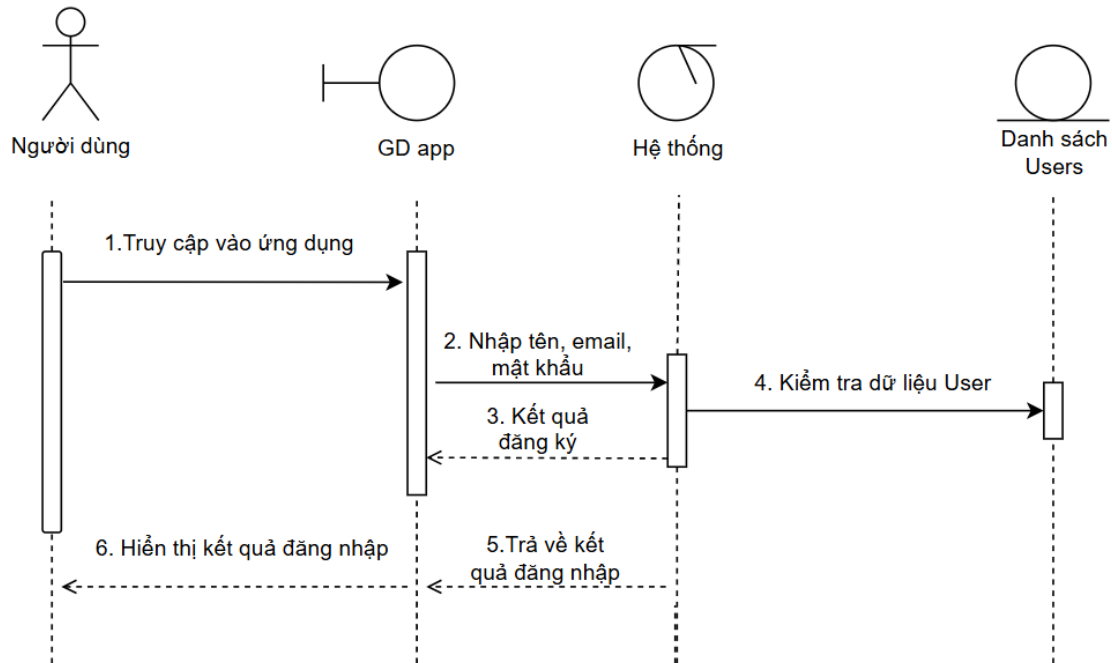 Người dùng
GD app
Hệ thống
Danh sách
Users
1.Truy cập vào ứng dụng
2. Nhập tên, email,
mật khẩu
4. Kiểm tra dữ liệu User
3. Kết quả
đăng ký
6. Hiển thị kết quả đăng nhập
5.Trả về kết
quả đăng nhập